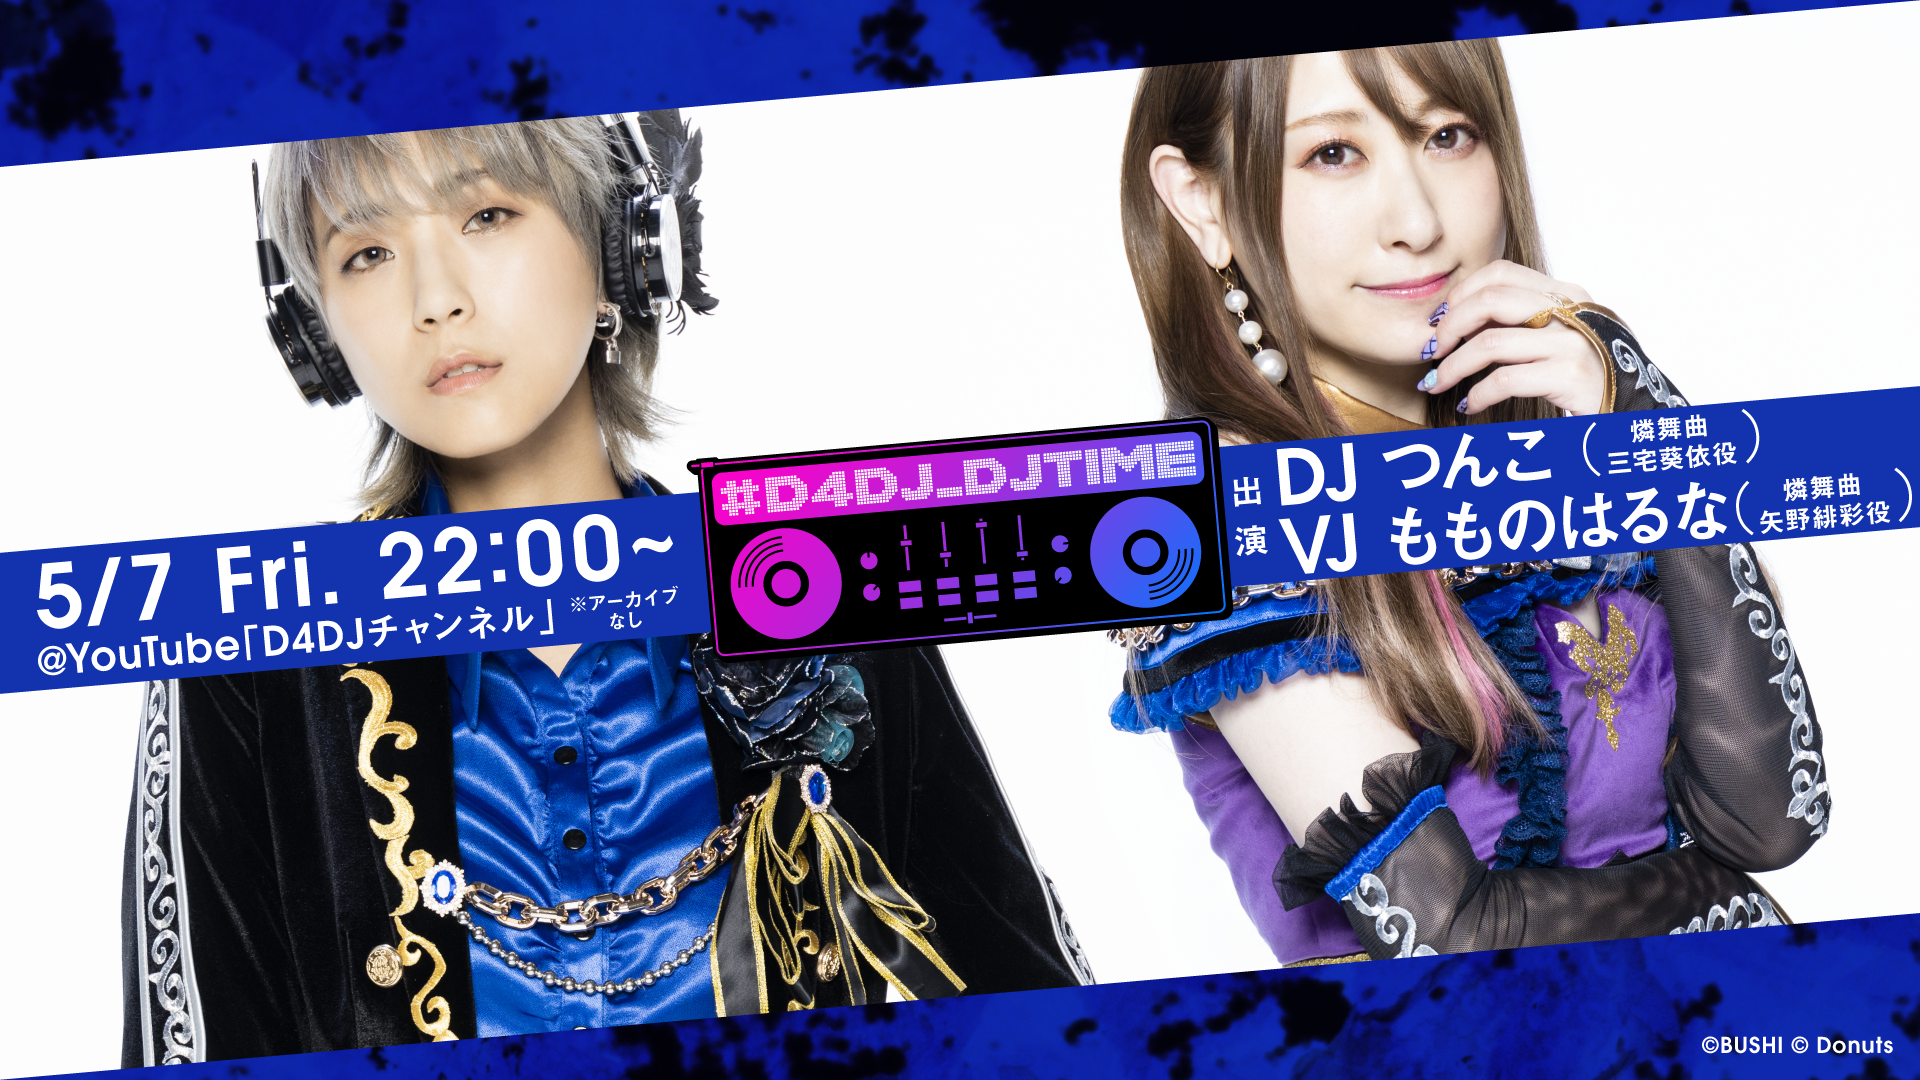 5/7 Fri. 22:00~
@YouTube「D4DJチャンネル」
※アーカイブ
なし
#D4DJ_DJTIME
出
演
DJ つんこ
(燐舞曲
三宅葵依役)
VJ もものはるな
(燐舞曲
矢野緋彩役)
©BUSHI © Donuts